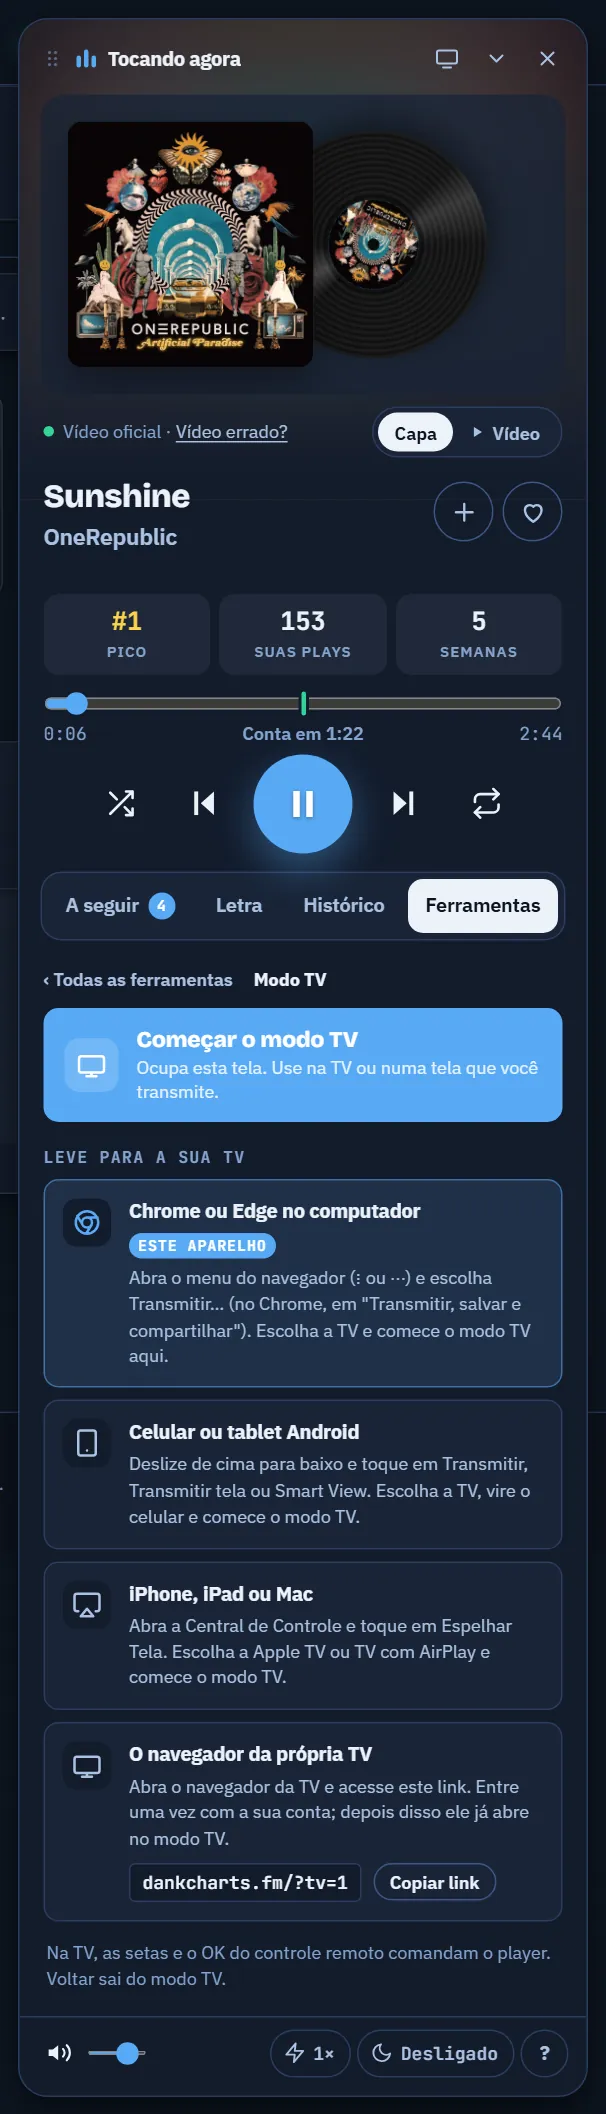 Tocando agora
ONEREPUBLIC
Artificial Paradise
Vídeo oficial · Vídeo errado?
Capa
Vídeo
Sunshine
OneRepublic
#1
PICO
153
SUAS PLAYS
5
SEMANAS
0:06
Conta em 1:22
2:44
A seguir 4
Letra
Histórico
Ferramentas
‹ Todas as ferramentas
Modo TV
Começar o modo TV
Ocupa esta tela. Use na TV ou numa tela que você
transmite.
LEVE PARA A SUA TV
Chrome ou Edge no computador
ESTE APARELHO
Abra o menu do navegador (⋮ ou ⋯) e escolha
Transmitir... (no Chrome, em "Transmitir, salvar e
compartilhar"). Escolha a TV e comece o modo TV
aqui.
Celular ou tablet Android
Deslize de cima para baixo e toque em Transmitir,
Transmitir tela ou Smart View. Escolha a TV, vire o
celular e comece o modo TV.
iPhone, iPad ou Mac
Abra a Central de Controle e toque em Espelhar
Tela. Escolha a Apple TV ou TV com AirPlay e
comece o modo TV.
O navegador da própria TV
Abra o navegador da TV e acesse este link. Entre
uma vez com a sua conta; depois disso ele já abre
no modo TV.
dankcharts.fm/?tv=1
Copiar link
Na TV, as setas e o OK do controle remoto comandam o player.
Voltar sai do modo TV.
1×
Desligado
?